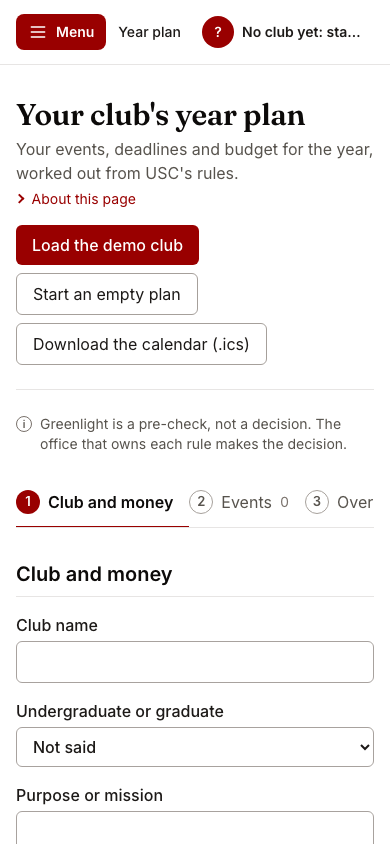 Menu
Year plan
?
No club yet: sta…
Your club's year plan
Your events, deadlines and budget for the year,
worked out from USC's rules.
About this page
Load the demo club
Start an empty plan
Download the calendar (.ics)
Greenlight is a pre-check, not a decision. The
office that owns each rule makes the decision.
1 Club and money
2 Events 0
3 Over
Club and money
Club name
Undergraduate or graduate
Not said
Purpose or mission